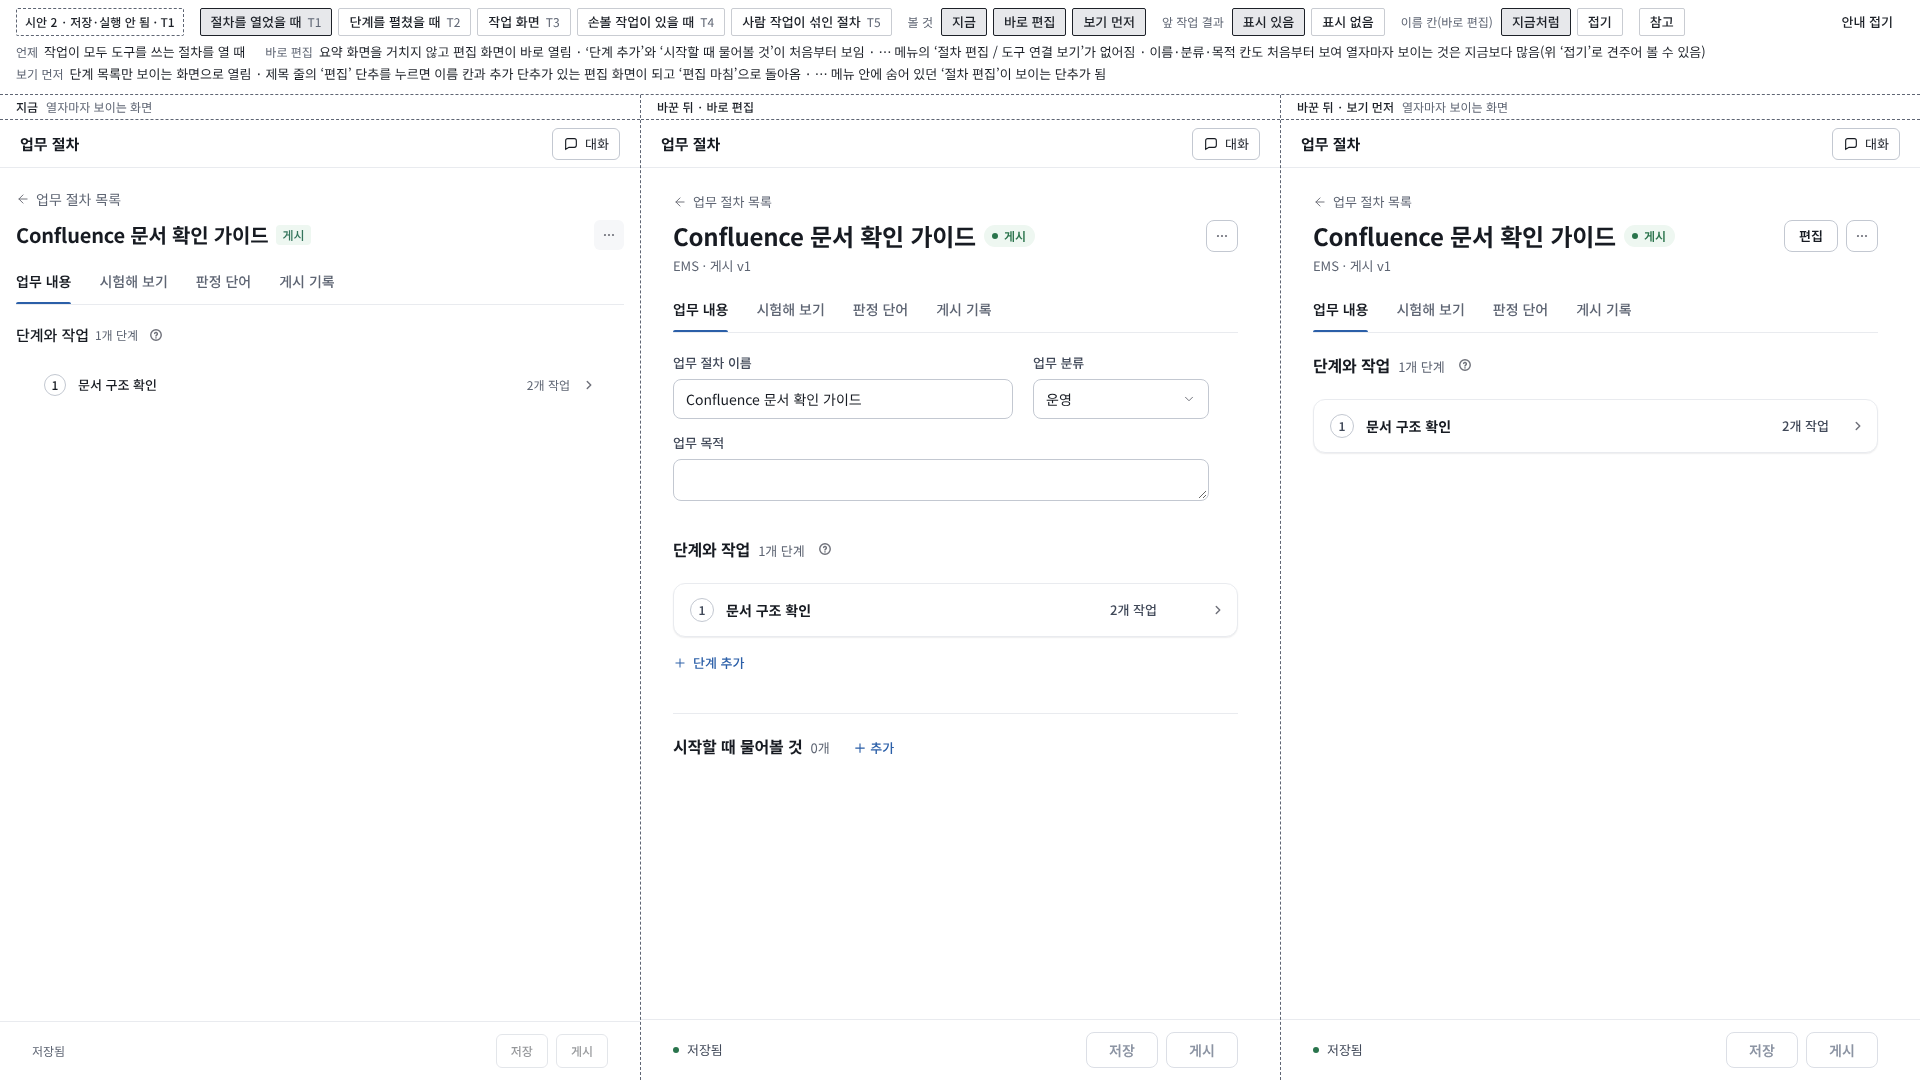 시안 2 · 저장·실행 안 됨 · T1 절차를 열었을 때 T1 단계를 펼쳤을 때 T2 작업 화면 T3 손볼 작업이 있을 때 T4 사람 작업이 섞인 절차 T5 볼 것 지금 바로 편집 보기 먼저 앞 작업 결과 표시 있음 표시 없음 이름 칸(바로 편집) 지금처럼 접기 참고 안내 접기
언제 작업이 모두 도구를 쓰는 절차를 열 때 바로 편집 요약 화면을 거치지 않고 편집 화면이 바로 열림 · ‘단계 추가’와 ‘시작할 때 물어볼 것’이 처음부터 보임 · ··· 메뉴의 ‘절차 편집 / 도구 연결 보기’가 없어짐 · 이름·분류·목적 칸도 처음부터 보여 열자마자 보이는 것은 지금보다 많음(위 ‘접기’로 견주어 볼 수 있음)
보기 먼저 단계 목록만 보이는 화면으로 열림 · 제목 줄의 ‘편집’ 단추를 누르면 이름 칸과 추가 단추가 있는 편집 화면이 되고 ‘편집 마침’으로 돌아옴 · ··· 메뉴 안에 숨어 있던 ‘절차 편집’이 보이는 단추가 됨
지금 열자마자 보이는 화면
업무 절차
대화
업무 절차 목록
Confluence 문서 확인 가이드 게시
···
업무 내용 시험해 보기 판정 단어 게시 기록
단계와 작업 1개 단계
1 문서 구조 확인 2개 작업
저장됨 저장 게시
바꾼 뒤 · 바로 편집
업무 절차
대화
업무 절차 목록
Confluence 문서 확인 가이드 게시
···
EMS · 게시 v1
업무 내용 시험해 보기 판정 단어 게시 기록
업무 절차 이름 업무 분류
Confluence 문서 확인 가이드 운영
업무 목적
단계와 작업 1개 단계
1 문서 구조 확인 2개 작업
+ 단계 추가
시작할 때 물어볼 것 0개 + 추가
저장됨 저장 게시
바꾼 뒤 · 보기 먼저 열자마자 보이는 화면
업무 절차
대화
업무 절차 목록
Confluence 문서 확인 가이드 게시
편집 ···
EMS · 게시 v1
업무 내용 시험해 보기 판정 단어 게시 기록
단계와 작업 1개 단계
1 문서 구조 확인 2개 작업
저장됨 저장 게시